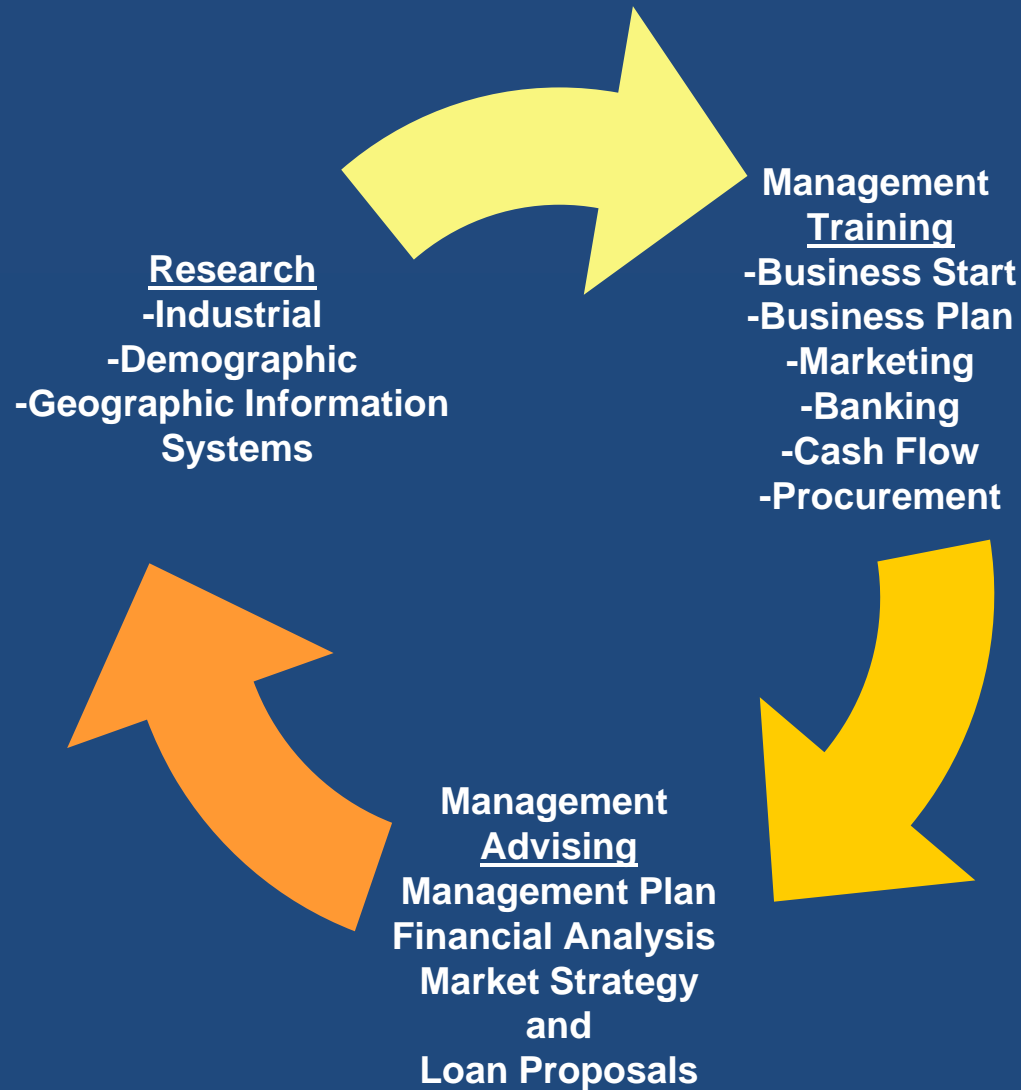 Research
-Industrial
-Demographic
-Geographic Information
Systems
Management
Training
-Business Start
-Business Plan
-Marketing
-Banking
-Cash Flow
-Procurement
Management
Advising
Management Plan
Financial Analysis
Market Strategy
and
Loan Proposals